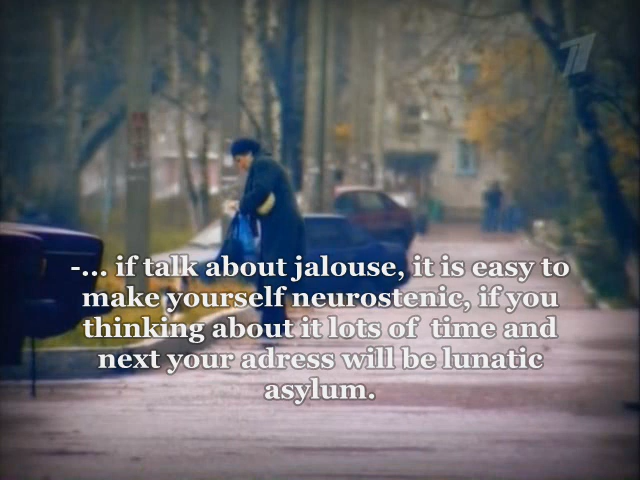 -... if talk about jalouse, it is easy to
make yourself neurostenic, if you
thinking about it lots of time and
next your adress will be lunatic
asylum.